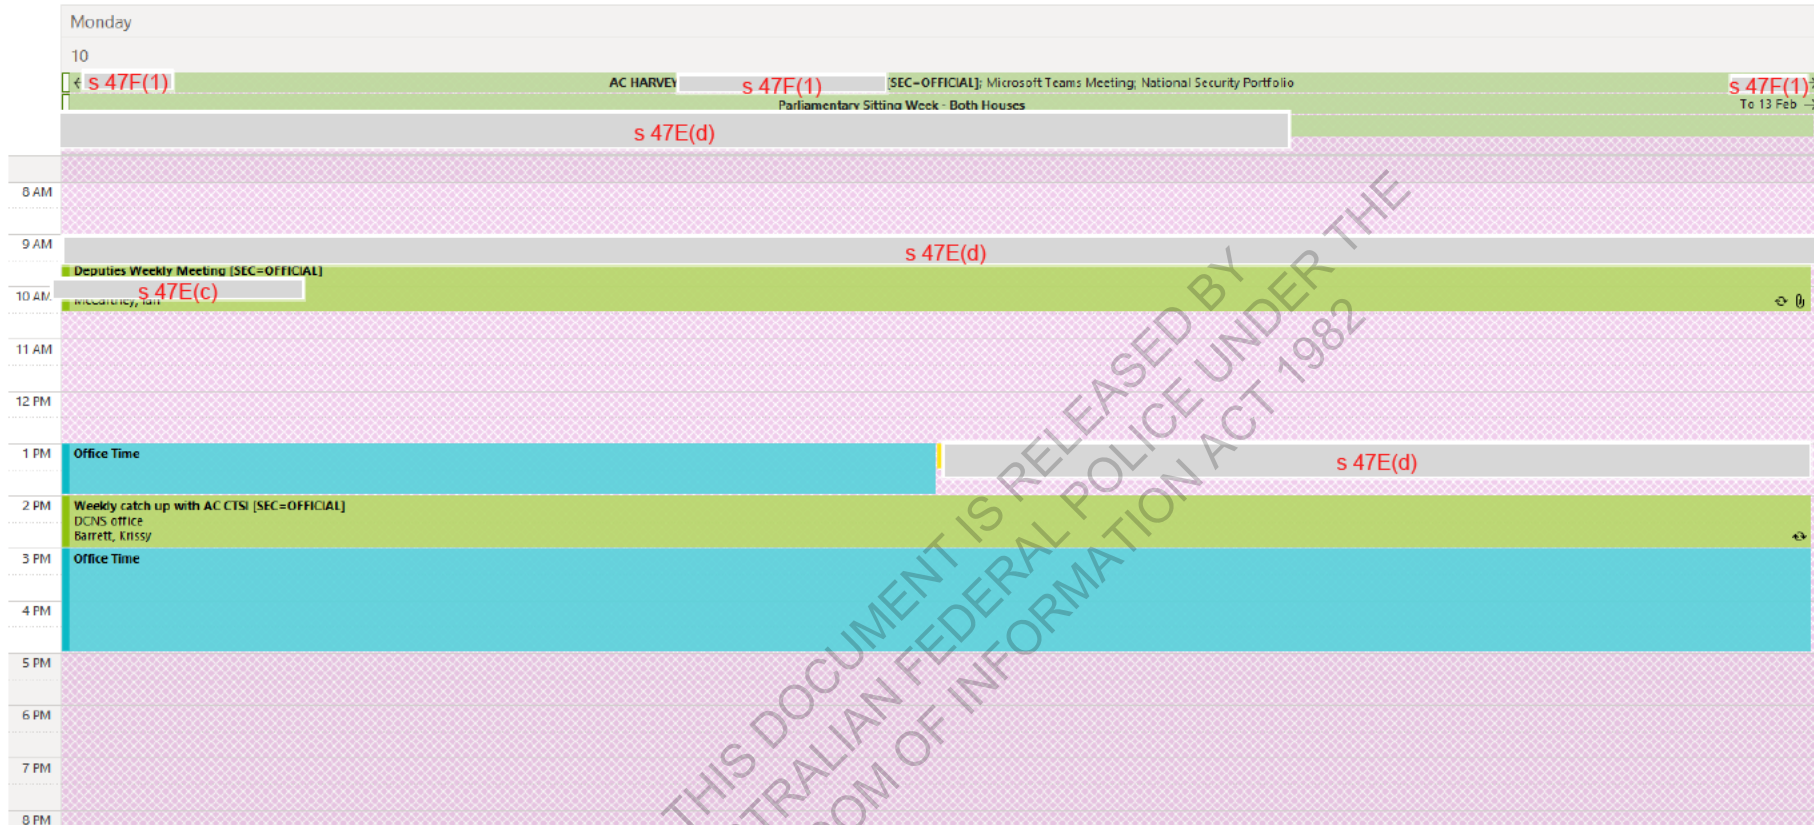 Monday
10
← s 47F(1) AC HARVEY s 47F(1) [SEC=OFFICIAL]; Microsoft Teams Meeting; National Security Portfolio s 47F(1)
Parliamentary Sitting Week - Both Houses To 13 Feb →
s 47E(d)
8 AM
9 AM
s 47E(d)
Deputies Weekly Meeting [SEC=OFFICIAL]
10 AM s 47E(c)
McCartney, Ian
11 AM
12 PM
1 PM Office Time
s 47E(d)
2 PM Weekly catch up with AC CTSI [SEC=OFFICIAL]
DCNS office
Barrett, Krissy
3 PM Office Time
4 PM
5 PM
6 PM
7 PM
8 PM
THIS DOCUMENT IS RELEASED BY
STRALIAN FEDERAL POLICE UNDER THE
DOM OF INFORMATION ACT 1982